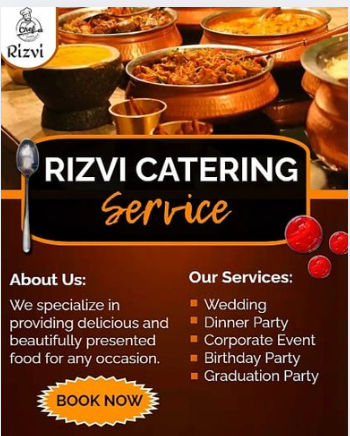 Chef
Rizvi
RIZVI CATERING
Service
About Us:
We specialize in
providing delicious and
beautifully presented
food for any occasion.
BOOK NOW
Our Services:
Wedding
Dinner Party
Corporate Event
Birthday Party
Graduation Party